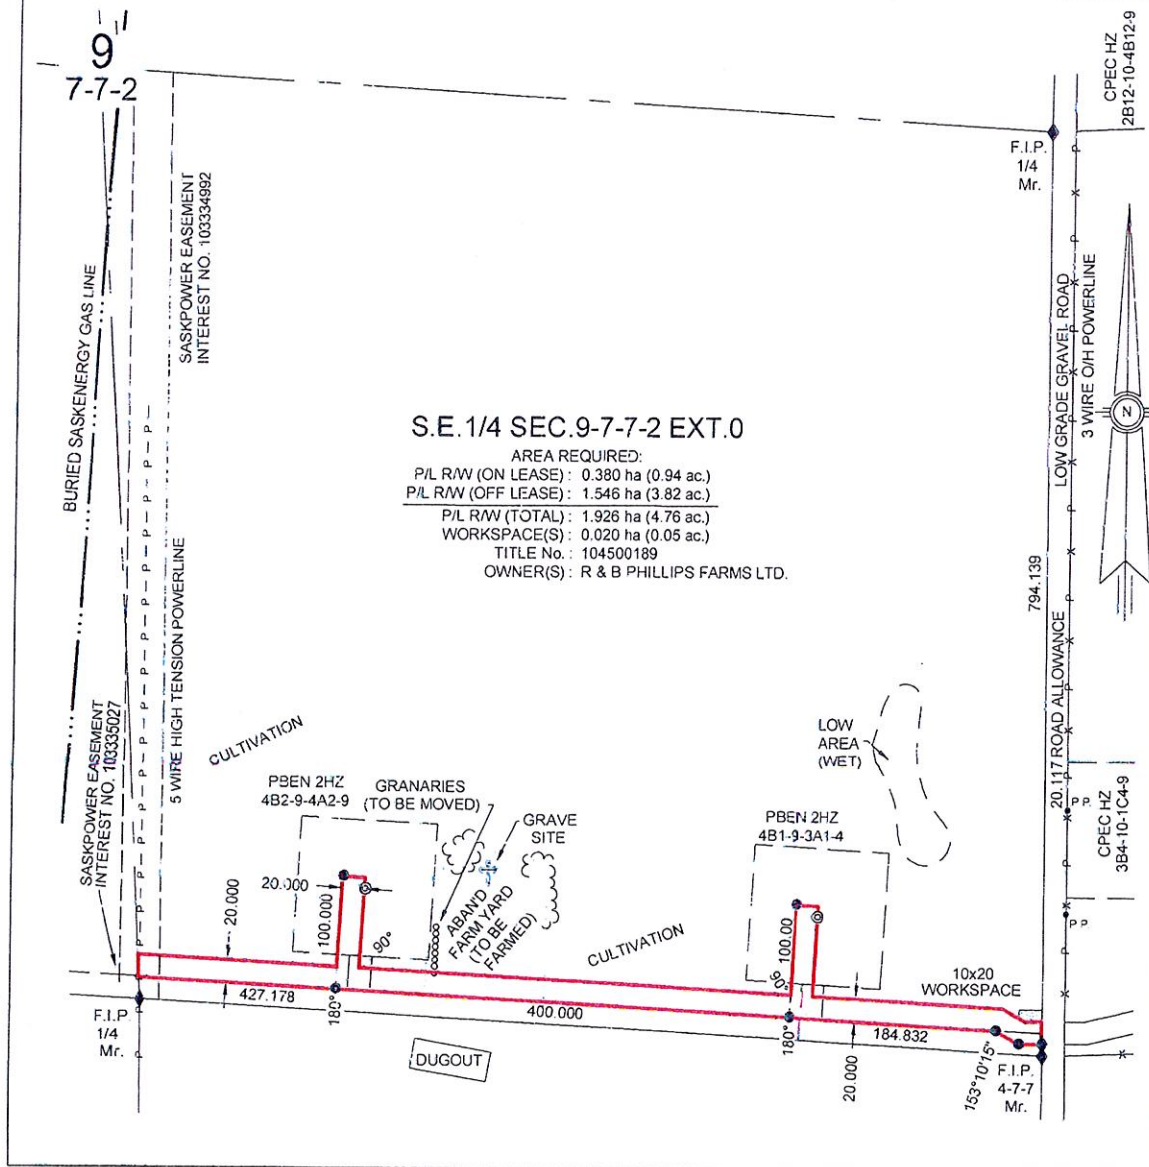 9
7-7-2
CPEC HZ
2B12-10-4B12-9
F.I.P.
1/4
Mr.
BURIED SASKENERGY GAS LINE
SASKPOWER EASEMENT
INTEREST NO. 103334992
LOW GRADE GRAVEL ROAD
3 WIRE O/H POWERLINE
N
S.E.1/4 SEC.9-7-7-2 EXT.0
AREA REQUIRED:
P/L R/W (ON LEASE) : 0.380 ha (0.94 ac.)
P/L R/W (OFF LEASE) : 1.546 ha (3.82 ac.)
P/L R/W (TOTAL) : 1.926 ha (4.76 ac.)
WORKSPACE(S) : 0.020 ha (0.05 ac.)
TITLE No. : 104500189
OWNER(S) : R & B PHILLIPS FARMS LTD.
794.139
20.117 ROAD ALLOWANCE
5 WIRE HIGH TENSION POWERLINE
SASKPOWER EASEMENT
INTEREST NO. 103335027
CULTIVATION
LOW
AREA
(WET)
PBEN 2HZ
4B2-9-4A2-9
GRANARIES
(TO BE MOVED)
GRAVE
SITE
PBEN 2HZ
4B1-9-3A1-4
P.P.
CPEC HZ
3B4-10-1C4-9
P.P.
20.000
20.000
100.000
90°
ABAN'D
FARM YARD
(TO BE
FARMED)
CULTIVATION
100.00
90°
10x20
WORKSPACE
427.178
180°
400.000
180°
184.832
20.000
153°10'15"
F.I.P.
1/4
Mr.
DUGOUT
F.I.P.
4-7-7
Mr.